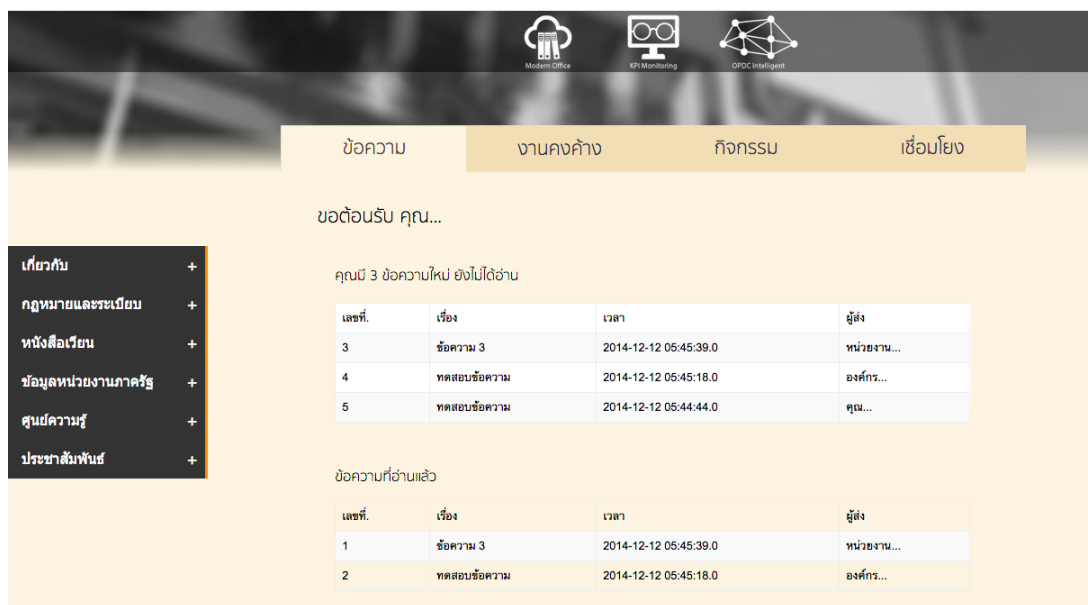 Modern Office KPI Monitoring OPDC Intelligent
ข้อความ งานคงค้าง กิจกรรม เชื่อมโยง
ขอต้อนรับ คุณ...
เกี่ยวกับ +
กฎหมายและระเบียบ +
หนังสือเวียน +
ข้อมูลหน่วยงานภาครัฐ +
ศูนย์ความรู้ +
ประชาสัมพันธ์ +
คุณมี 3 ข้อความใหม่ ยังไม่ได้อ่าน
เลขที่. เรื่อง เวลา ผู้ส่ง
3 ข้อความ 3 2014-12-12 05:45:39.0 หน่วยงาน...
4 ทดสอบข้อความ 2014-12-12 05:45:18.0 องค์กร...
5 ทดสอบข้อความ 2014-12-12 05:44:44.0 คุณ...
ข้อความที่อ่านแล้ว
เลขที่. เรื่อง เวลา ผู้ส่ง
1 ข้อความ 3 2014-12-12 05:45:39.0 หน่วยงาน...
2 ทดสอบข้อความ 2014-12-12 05:45:18.0 องค์กร...